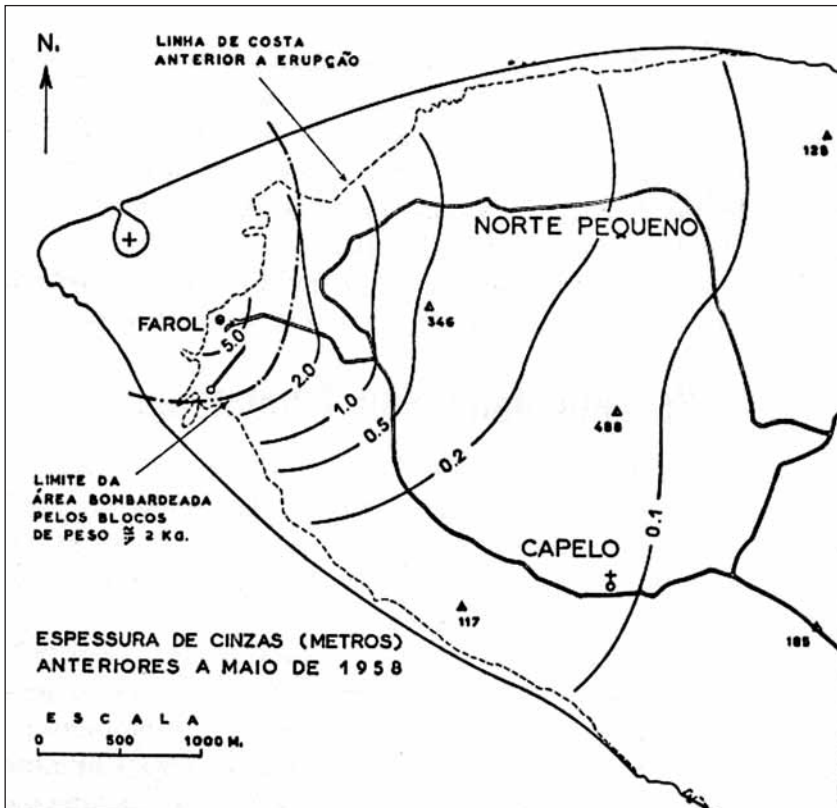 N.
LINHA DE COSTA
ANTERIOR A ERUPÇÃO
128
NORTE PEQUENO
FAROL
346
5.0
2.0
1.0
0.5
0.2
488
0.1
LIMITE DA
ÁREA BOMBARDEADA
PELOS BLOCOS
DE PESO ⋝ 2 KG.
CAPELO
117
185
ESPESSURA DE CINZAS (METROS)
ANTERIORES A MAIO DE 1958
ESCALA
0 500 1000 M.